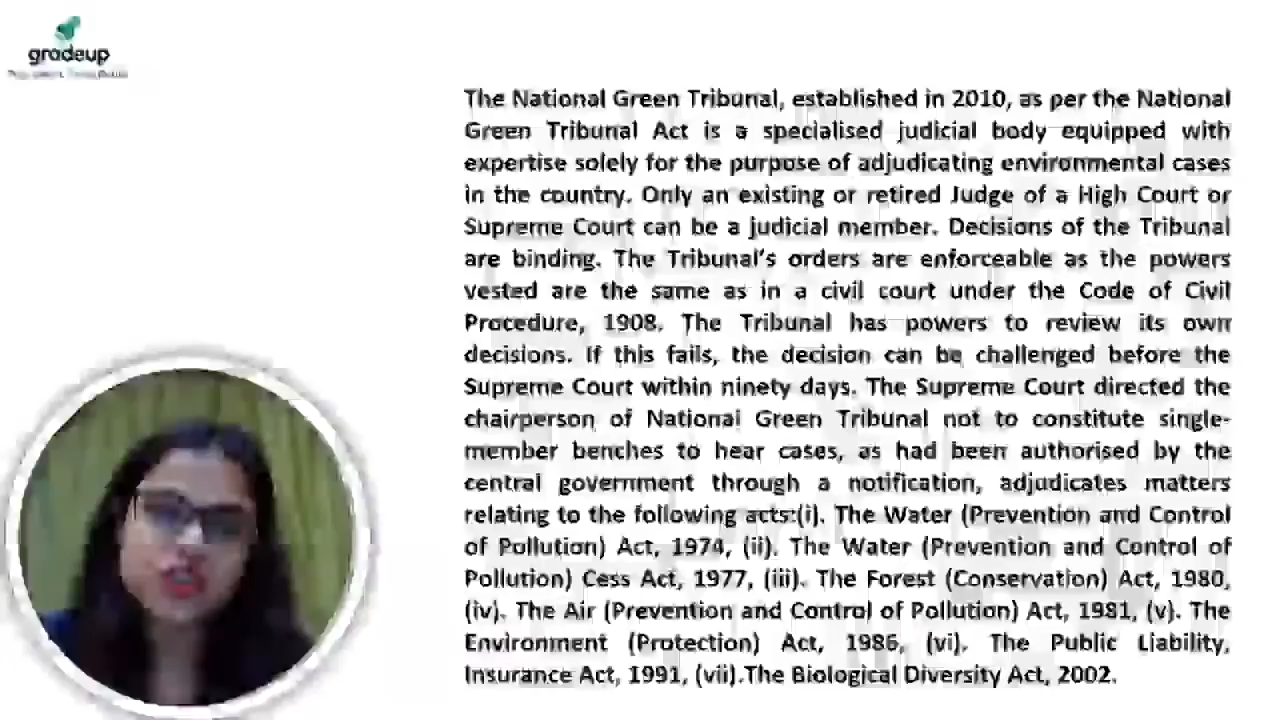 gradeup
The National Green Tribunal, established in 2010, as per the National
Green Tribunal Act is a specialised judicial body equipped with
expertise solely for the purpose of adjudicating environmental cases
in the country. Only an existing or retired Judge of a High Court or
Supreme Court can be a judicial member. Decisions of the Tribunal
are binding. The Tribunal's orders are enforceable as the powers
vested are the same as in a civil court under the Code of Civil
Procedure, 1908. The Tribunal has powers to review its own
decisions. If this fails, the decision can be challenged before the
Supreme Court within ninety days. The Supreme Court directed the
chairperson of National Green Tribunal not to constitute single-
member benches to hear cases, as had been authorised by the
central government through a notification, adjudicates matters
relating to the following acts:(i). The Water (Prevention and Control
of Pollution) Act, 1974, (ii). The Water (Prevention and Control of
Pollution) Cess Act, 1977, (iii). The Forest (Conservation) Act, 1980,
(iv). The Air (Prevention and Control of Pollution) Act, 1981, (v). The
Environment (Protection) Act, 1986, (vi). The Public Liability,
Insurance Act, 1991, (vii).The Biological Diversity Act, 2002.